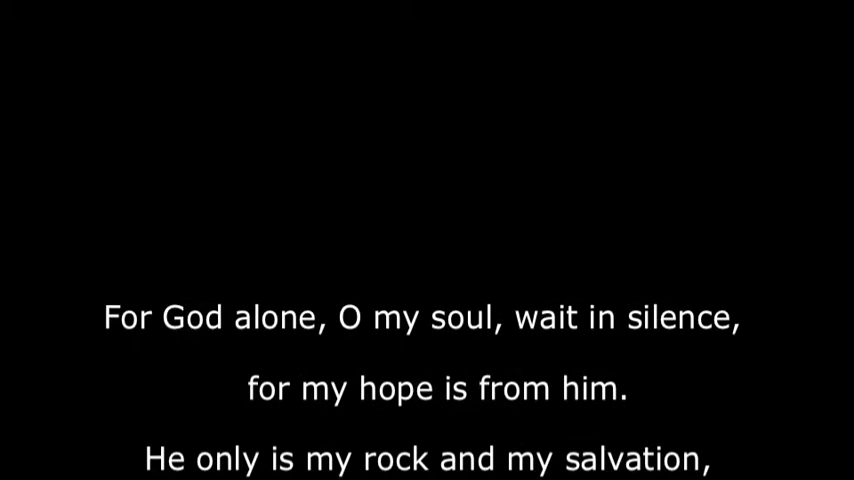 For God alone, O my soul, wait in silence,
for my hope is from him.
He only is my rock and my salvation,